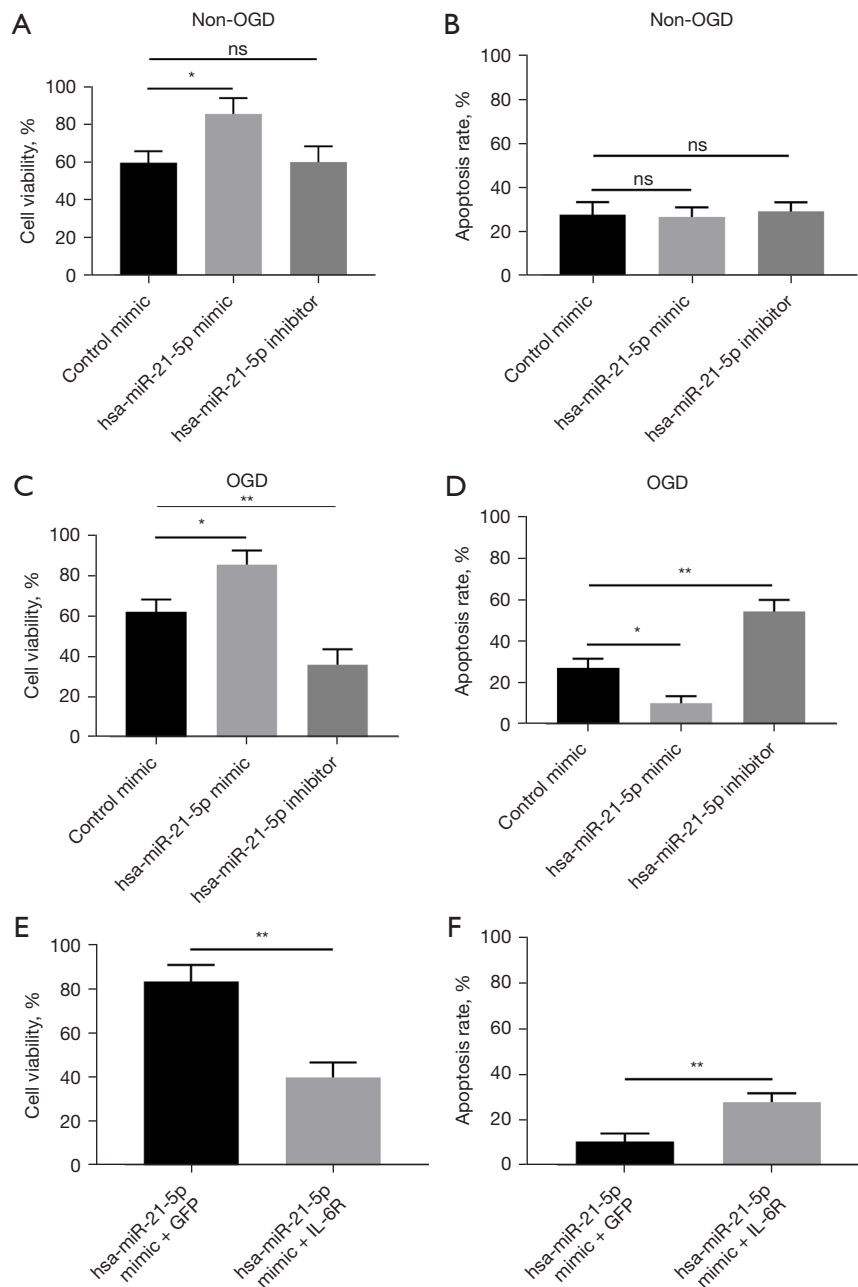 A
Non-OGD
ns
*
Cell viability, %
100
80
60
40
20
0
Control mimic
hsa-miR-21-5p mimic
hsa-miR-21-5p inhibitor
B
Non-OGD
ns
ns
Apoptosis rate, %
100
80
60
40
20
0
Control mimic
hsa-miR-21-5p mimic
hsa-miR-21-5p inhibitor
C
OGD
**
*
Cell viability, %
100
80
60
40
20
0
Control mimic
hsa-miR-21-5p mimic
hsa-miR-21-5p inhibitor
D
OGD
**
*
Apoptosis rate, %
100
80
60
40
20
0
Control mimic
hsa-miR-21-5p mimic
hsa-miR-21-5p inhibitor
E
**
Cell viability, %
100
80
60
40
20
0
hsa-miR-21-5p
mimic + GFP
hsa-miR-21-5p
mimic + IL-6R
F
**
Apoptosis rate, %
100
80
60
40
20
0
hsa-miR-21-5p
mimic + GFP
hsa-miR-21-5p
mimic + IL-6R